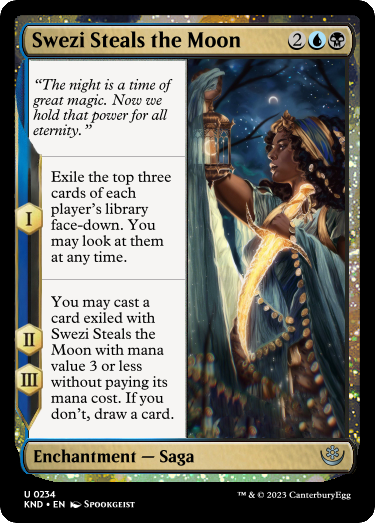 Swezi Steals the Moon 2
“The night is a time of
great magic. Now we
hold that power for all
eternity.”
I
Exile the top three
cards of each
player's library
face-down. You
may look at them
at any time.
II
III
You may cast a
card exiled with
Swezi Steals the
Moon with mana
value 3 or less
without paying its
mana cost. If you
don't, draw a card.
Enchantment — Saga
U 0234
KND • EN Spookgeist
™ & © 2023 CanterburyEgg